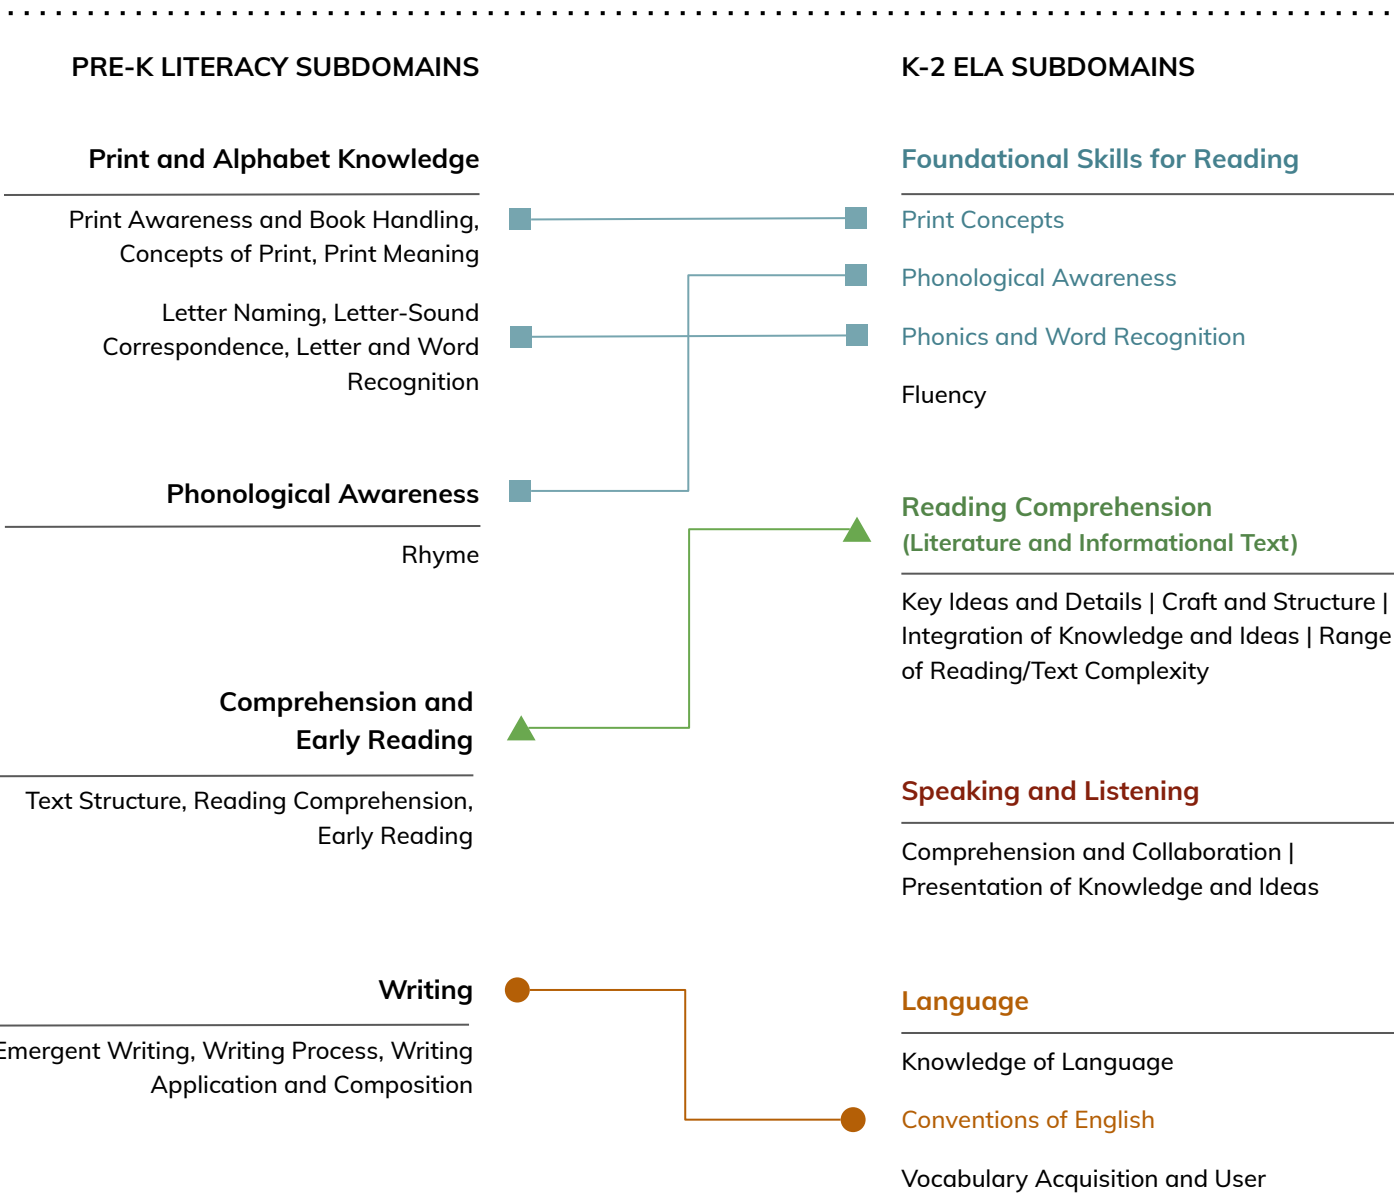 PRE-K LITERACY SUBDOMAINS
Print and Alphabet Knowledge
Print Awareness and Book Handling,
Concepts of Print, Print Meaning
Letter Naming, Letter-Sound
Correspondence, Letter and Word
Recognition
Phonological Awareness
Rhyme
Comprehension and
Early Reading
Text Structure, Reading Comprehension,
Early Reading
Writing
Emergent Writing, Writing Process, Writing
Application and Composition
K-2 ELA SUBDOMAINS
Foundational Skills for Reading
Print Concepts
Phonological Awareness
Phonics and Word Recognition
Fluency
Reading Comprehension
(Literature and Informational Text)
Key Ideas and Details | Craft and Structure |
Integration of Knowledge and Ideas | Range
of Reading/Text Complexity
Speaking and Listening
Comprehension and Collaboration |
Presentation of Knowledge and Ideas
Language
Knowledge of Language
Conventions of English
Vocabulary Acquisition and User